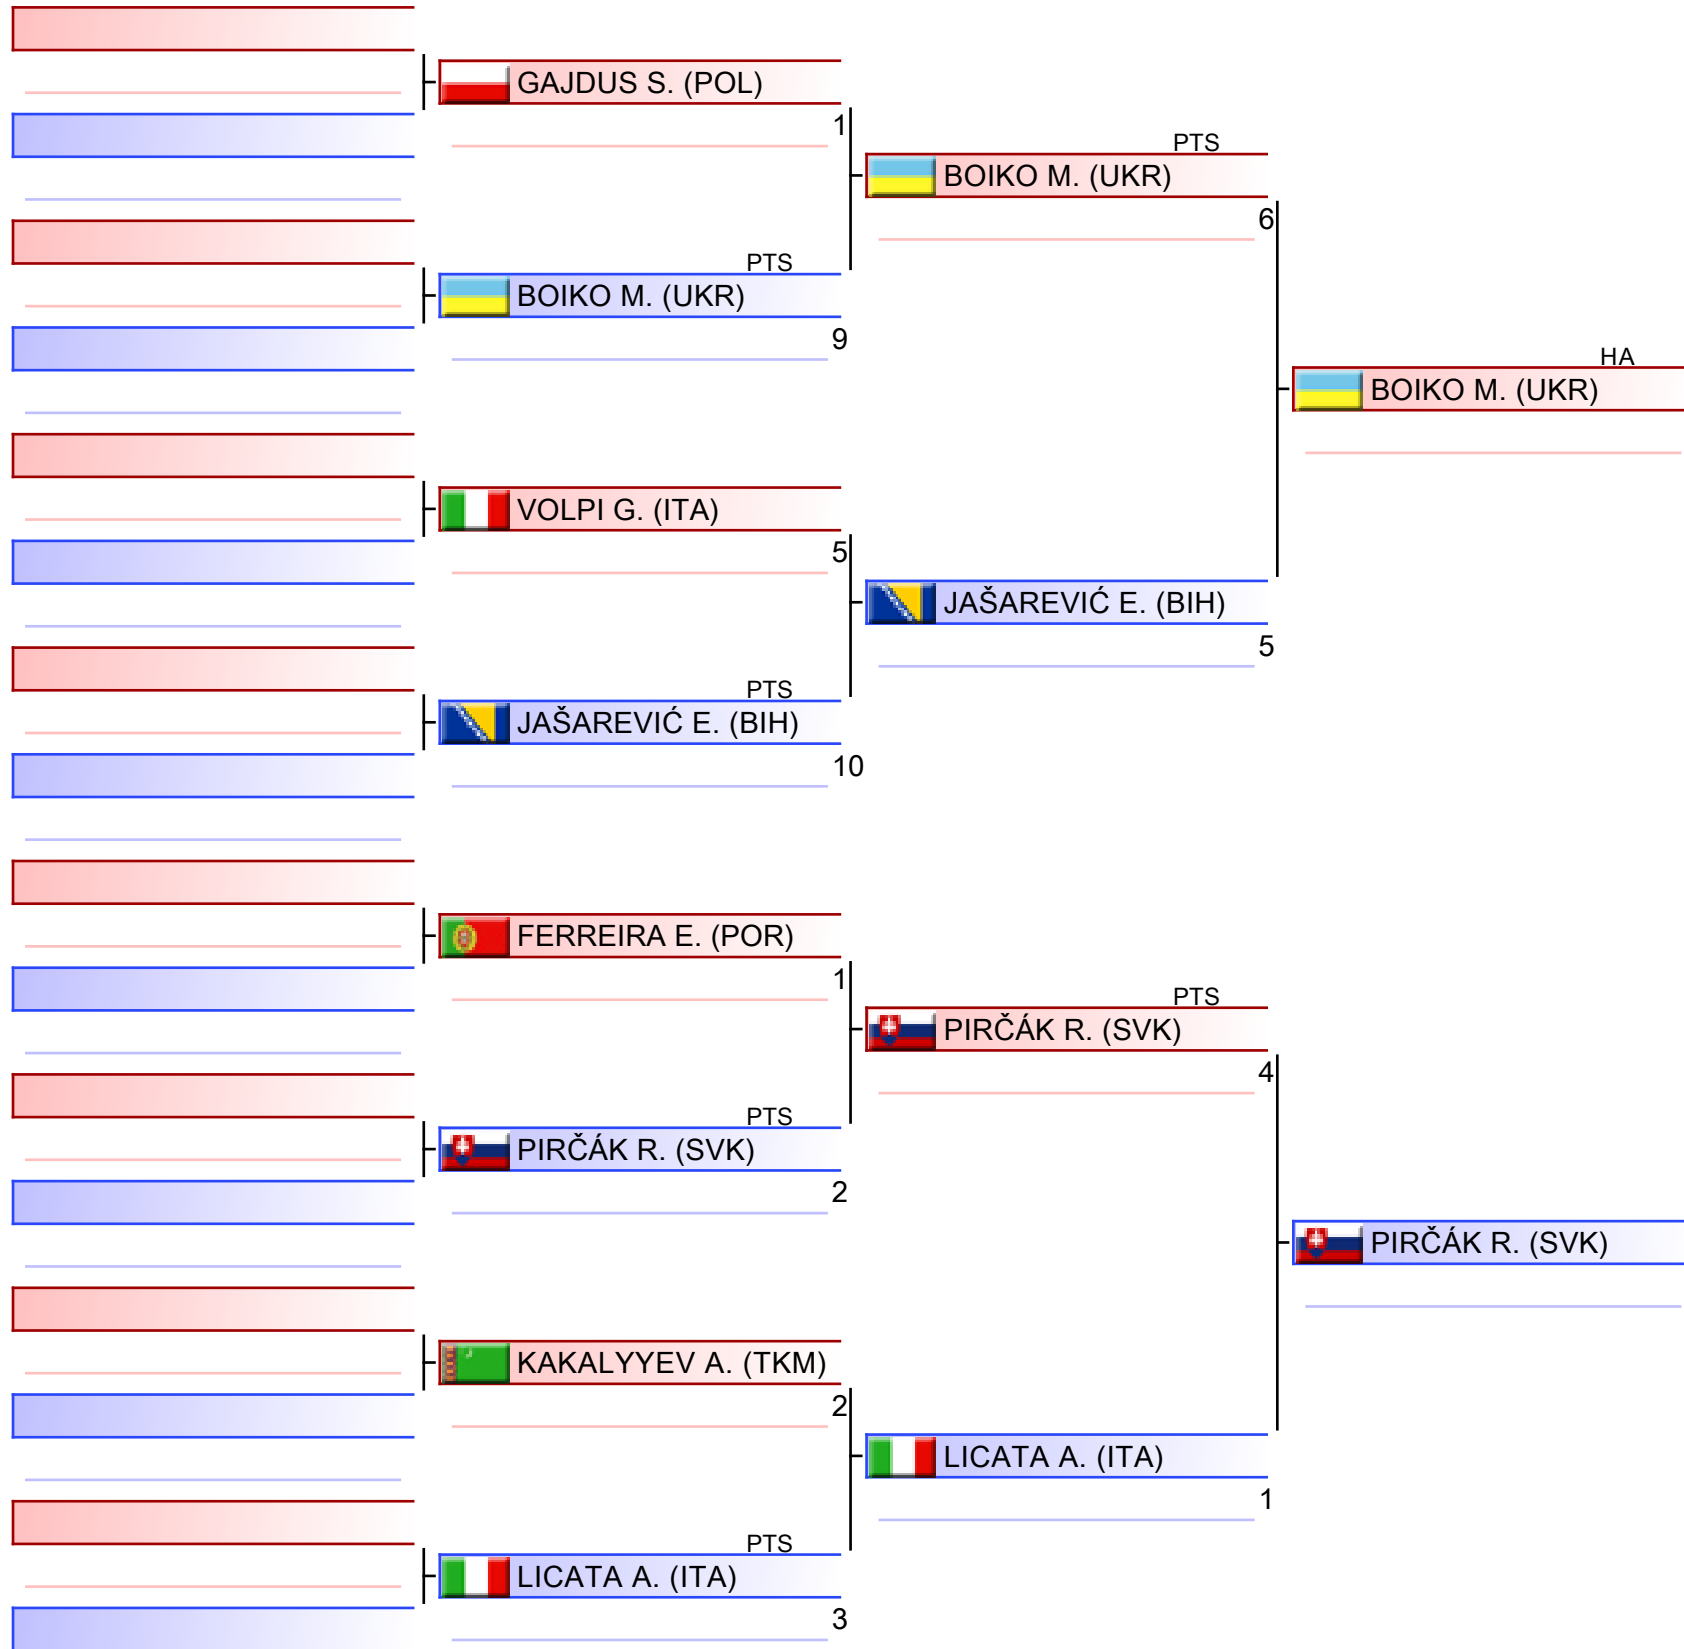 GAJDUS S. (POL)
1
PTS
BOIKO M. (UKR)
6
PTS
BOIKO M. (UKR)
9
HA
BOIKO M. (UKR)
VOLPI G. (ITA)
5
JAŠAREVIĆ E. (BIH)
5
PTS
JAŠAREVIĆ E. (BIH)
10
FERREIRA E. (POR)
1
PTS
PIRČÁK R. (SVK)
4
PTS
PIRČÁK R. (SVK)
2
PIRČÁK R. (SVK)
KAKALYYEV A. (TKM)
2
LICATA A. (ITA)
1
PTS
LICATA A. (ITA)
3